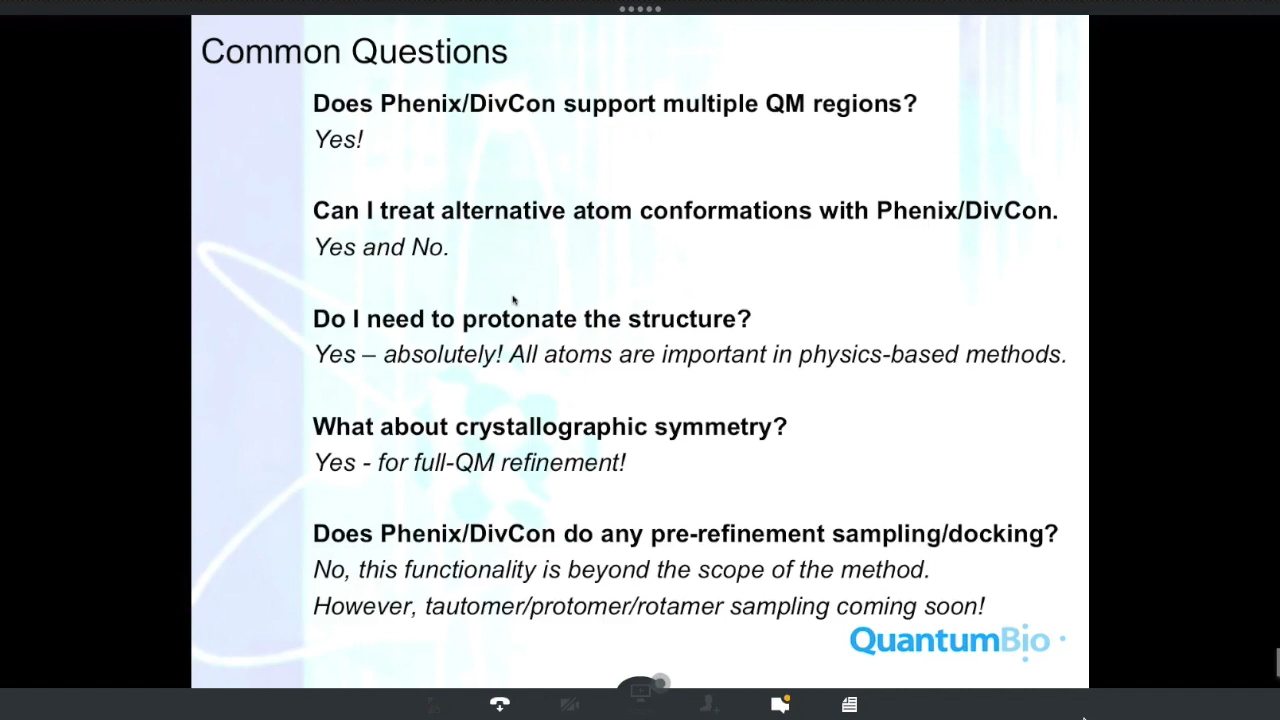 Common Questions
Does Phenix/DivCon support multiple QM regions?
Yes!
Can I treat alternative atom conformations with Phenix/DivCon.
Yes and No.
Do I need to protonate the structure?
Yes – absolutely! All atoms are important in physics-based methods.
What about crystallographic symmetry?
Yes - for full-QM refinement!
Does Phenix/DivCon do any pre-refinement sampling/docking?
No, this functionality is beyond the scope of the method.
However, tautomer/protomer/rotamer sampling coming soon!
QuantumBio